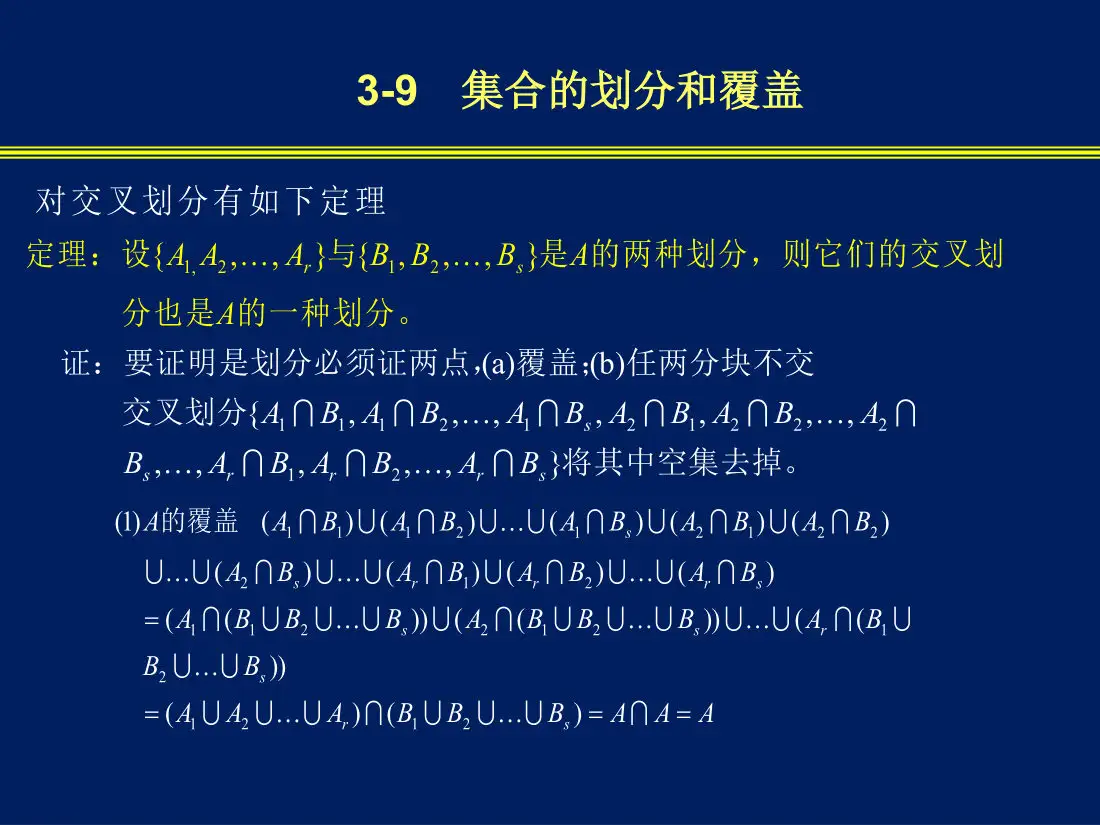 3-9 集合的划分和覆盖
对交叉划分有如下定理
定理：设{A₁, A₂,…, Aᵣ}与{B₁, B₂,…, Bₛ}是A的两种划分，则它们的交叉划
分也是A的一种划分。
证：要证明是划分必须证两点，(a)覆盖；(b)任两分块不交
交叉划分{A₁⋂B₁, A₁⋂B₂,…, A₁⋂Bₛ, A₂⋂B₁, A₂⋂B₂,…, A₂⋂
Bₛ,…, Aᵣ⋂B₁, Aᵣ⋂B₂,…, Aᵣ⋂Bₛ}将其中空集去掉。
(1) A的覆盖 (A₁⋂B₁)⋃(A₁⋂B₂)⋃…⋃(A₁⋂Bₛ)⋃(A₂⋂B₁)⋃(A₂⋂B₂)
⋃…⋃(A₂⋂Bₛ)⋃…⋃(Aᵣ⋂B₁)⋃(Aᵣ⋂B₂)⋃…⋃(Aᵣ⋂Bₛ)
=(A₁⋂(B₁⋃B₂⋃…⋃Bₛ))⋃(A₂⋂(B₁⋃B₂⋃…⋃Bₛ))⋃…⋃(Aᵣ⋂(B₁⋃
B₂⋃…⋃Bₛ))
=(A₁⋃A₂⋃…⋃Aᵣ)⋂(B₁⋃B₂⋃…⋃Bₛ)=A⋂A=A